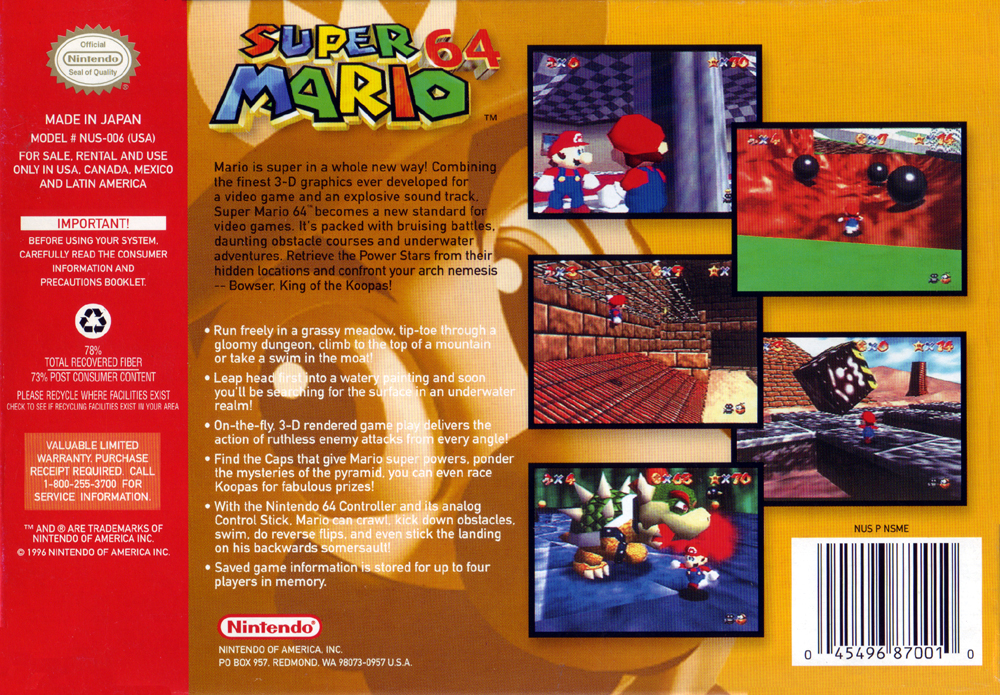 Official
Nintendo
Seal of Quality
MADE IN JAPAN
MODEL # NUS-006 (USA)
FOR SALE, RENTAL AND USE
ONLY IN USA, CANADA, MEXICO
AND LATIN AMERICA
IMPORTANT!
BEFORE USING YOUR SYSTEM,
CAREFULLY READ THE CONSUMER
INFORMATION AND
PRECAUTIONS BOOKLET.
78%
TOTAL RECOVERED FIBER
73% POST CONSUMER CONTENT
PLEASE RECYCLE WHERE FACILITIES EXIST
CHECK TO SEE IF RECYCLING FACILITIES EXIST IN YOUR AREA
VALUABLE LIMITED
WARRANTY. PURCHASE
RECEIPT REQUIRED. CALL
1-800-255-3700 FOR
SERVICE INFORMATION.
™ AND ® ARE TRADEMARKS OF
NINTENDO OF AMERICA INC.
© 1996 NINTENDO OF AMERICA INC.
SUPER
MARIO 64 ™
Mario is super in a whole new way! Combining
the finest 3-D graphics ever developed for
a video game and an explosive sound track,
Super Mario 64™ becomes a new standard for
video games. It's packed with bruising battles,
daunting obstacle courses and underwater
adventures. Retrieve the Power Stars from their
hidden locations and confront your arch nemesis
-- Bowser, King of the Koopas!
• Run freely in a grassy meadow, tip-toe through a
gloomy dungeon, climb to the top of a mountain
or take a swim in the moat!
• Leap head first into a watery painting and soon
you'll be searching for the surface in an underwater
realm!
• On-the-fly, 3-D rendered game play delivers the
action of ruthless enemy attacks from every angle!
• Find the Caps that give Mario super powers, ponder
the mysteries of the pyramid, you can even race
Koopas for fabulous prizes!
• With the Nintendo 64 Controller and its analog
Control Stick, Mario can crawl, kick down obstacles,
swim, do reverse flips, and even stick the landing
on his backwards somersault!
• Saved game information is stored for up to four
players in memory.
Nintendo®
NINTENDO OF AMERICA, INC.
PO BOX 957, REDMOND, WA 98073-0957 U.S.A.
NUS P NSME
0 45496 87001 0